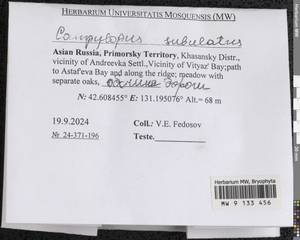 HERBARIUM UNIVERSITATIS MOSQUENSIS (MW)
Campylopus subulatus
Asian Russia, Primorsky Territory, Khasansky Distr.,
vicinity of Andreevka Settl.,Vicinity of Vityaz' Bay;path
to Astaf'eva Bay and along the ridge; meadow with
separate oaks, дороги
N: 42.608455° E: 131.195076° Alt.= 68 m
19.9.2024 Coll.: V.E. Fedosov
№ 24-371-196 Teste.
Herbarium MW, Bryophyta
MW 9 133 456